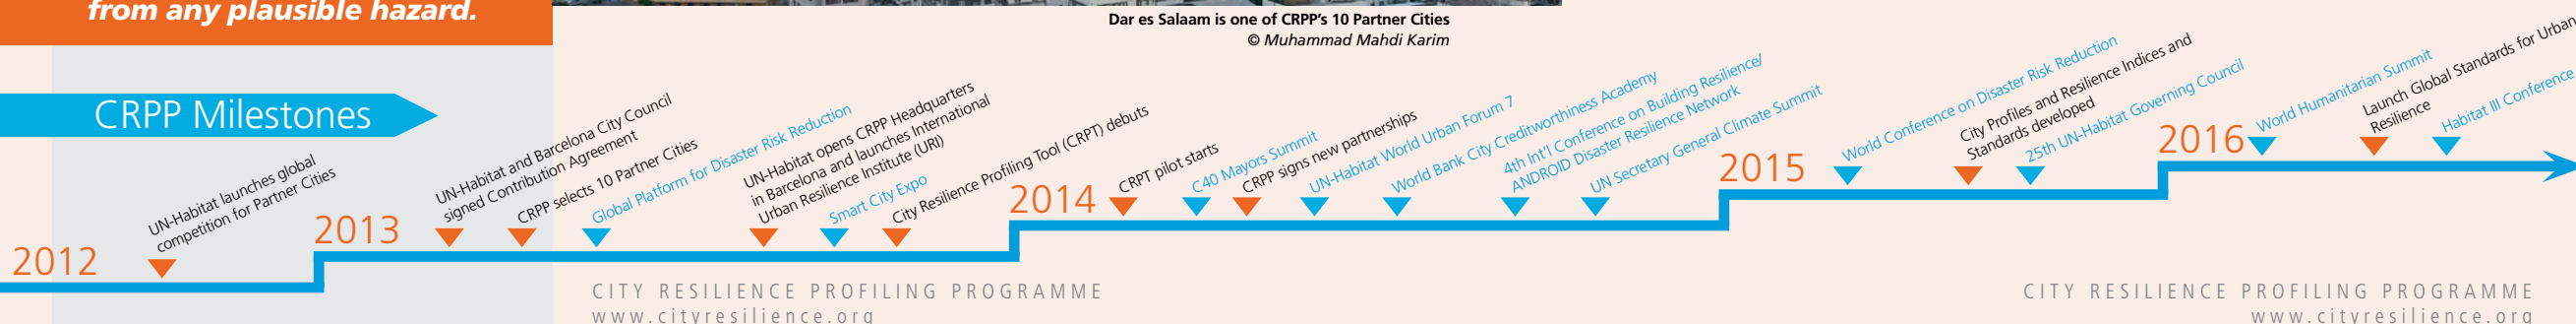 from any plausible hazard.
Dar es Salaam is one of CRPP's 10 Partner Cities
© Muhammad Mahdi Karim
CRPP Milestones
2012
UN-Habitat launches global
competition for Partner Cities
2013
UN-Habitat and Barcelona City Council
signed Contribution Agreement
CRPP selects 10 Partner Cities
Global Platform for Disaster Risk Reduction
UN-Habitat opens CRPP Headquarters
in Barcelona and launches International
Urban Resilience Institute (URI)
Smart City Expo
City Resilience Profiling Tool (CRPT) debuts
2014
CRPT pilot starts
C40 Mayors Summit
CRPP signs new partnerships
UN-Habitat World Urban Forum 7
World Bank City Creditworthiness Academy
4th Int'l Conference on Building Resilience/
ANDROID Disaster Resilience Network
UN Secretary General Climate Summit
2015
World Conference on Disaster Risk Reduction
City Profiles and Resilience Indices and
Standards developed
25th UN-Habitat Governing Council
2016
World Humanitarian Summit
Launch Global Standards for Urban
Resilience
Habitat III Conference
CITY RESILIENCE PROFILING PROGRAMME
www.cityresilience.org
CITY RESILIENCE PROFILING PROGRAMME
www.cityresilience.org